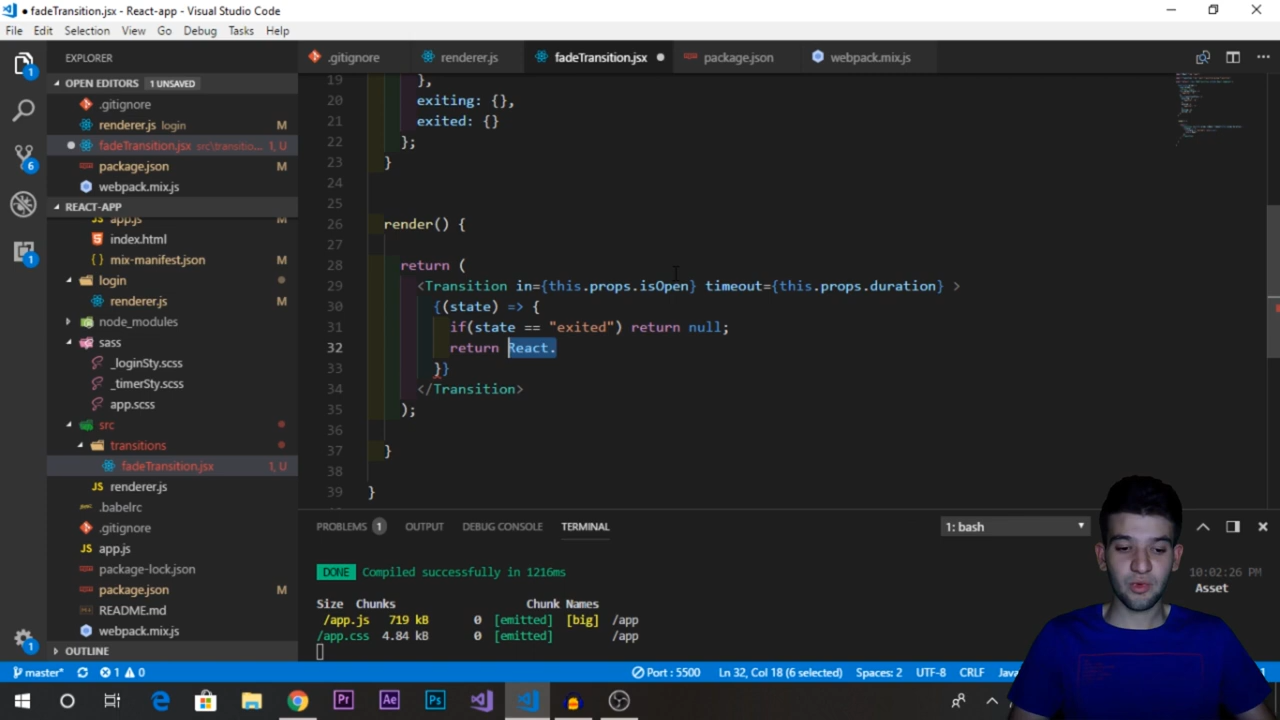 fadeTransition.jsx - React-app - Visual Studio Code
File Edit Selection View Go Debug Tasks Help
EXPLORER
OPEN EDITORS 1 UNSAVED
.gitignore
renderer.js login M
fadeTransition.jsx src\transitio... 1, U
package.json M
webpack.mix.js
REACT-APP
app.js M
index.html
mix-manifest.json M
login
renderer.js M
node_modules
sass
_loginSty.scss
_timerSty.scss
app.scss
src
transitions
fadeTransition.jsx 1, U
renderer.js
.babelrc
.gitignore
app.js
package-lock.json
package.json M
README.md
webpack.mix.js
OUTLINE
.gitignore renderer.js fadeTransition.jsx package.json webpack.mix.js
19 },
20 exiting: {},
21 exited: {}
22 };
23 }
24
25
26 render() {
27
28 return (
29 <Transition in={this.props.isOpen} timeout={this.props.duration} >
30 {(state) => {
31 if(state == "exited") return null;
32 return React.
33 }}
34 </Transition>
35 );
36
37 }
38
39 }
PROBLEMS 1 OUTPUT DEBUG CONSOLE TERMINAL 1: bash
DONE Compiled successfully in 1216ms 10:02:26 PM
Asset
Size Chunks Chunk Names
/app.js 719 kB 0 [emitted] [big] /app
/app.css 4.84 kB 0 [emitted] /app
master* 1 0 Port : 5500 Ln 32, Col 18 (6 selected) Spaces: 2 UTF-8 CRLF